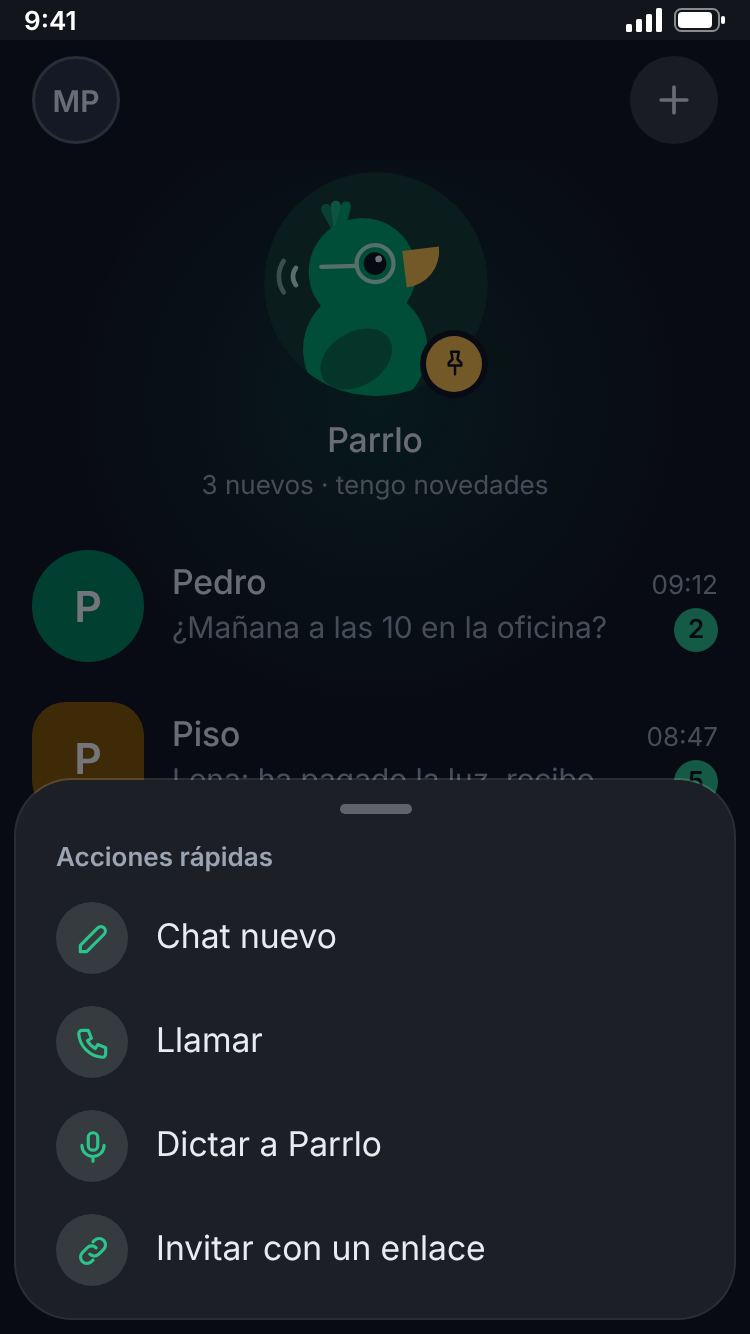 9:41
MP
Parrlo
3 nuevos · tengo novedades
Pedro
09:12
¿Mañana a las 10 en la oficina?
2
P
Piso
08:47
P
5
Acciones rápidas
Chat nuevo
Llamar
Dictar a Parrlo
Invitar con un enlace